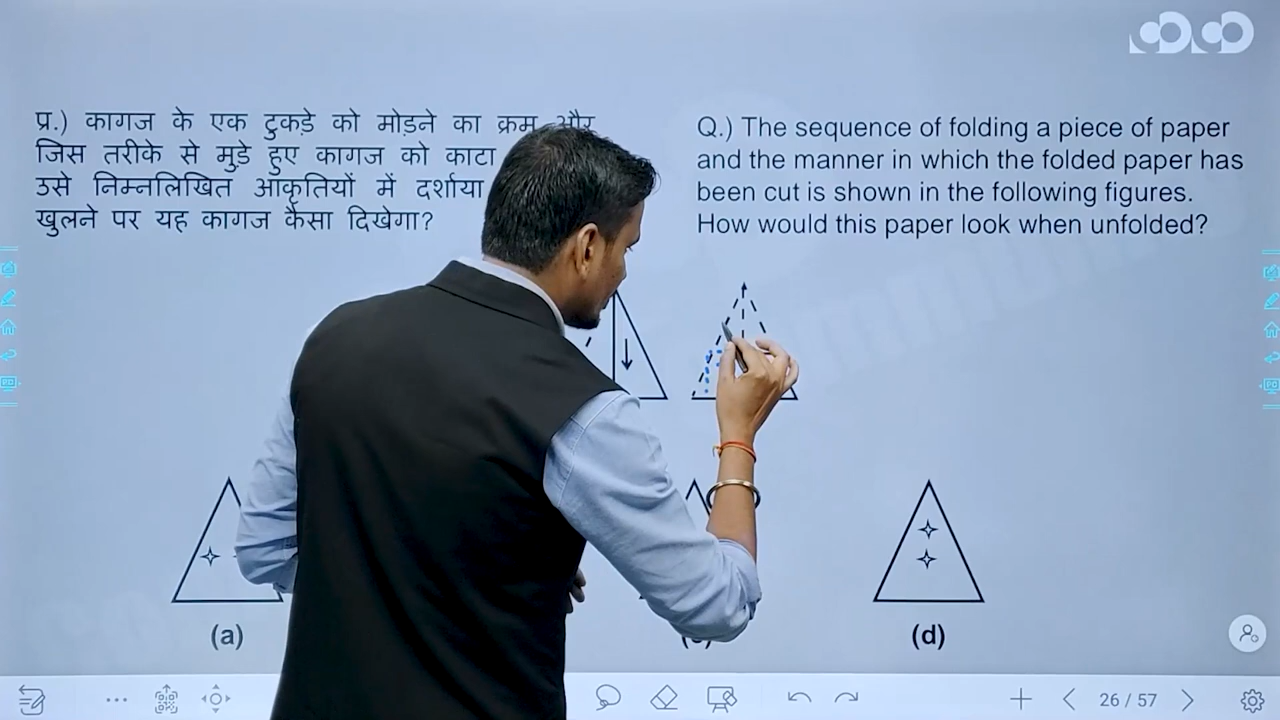 प्र.) कागज के एक टुकड़े को मोड़ने का क्रम और
जिस तरीके से मुड़े हुए कागज को काटा
उसे निम्नलिखित आकृतियों में दर्शाया
खुलने पर यह कागज कैसा दिखेगा?
Q.) The sequence of folding a piece of paper
and the manner in which the folded paper has
been cut is shown in the following figures.
How would this paper look when unfolded?
(a)
(d)
26 / 57